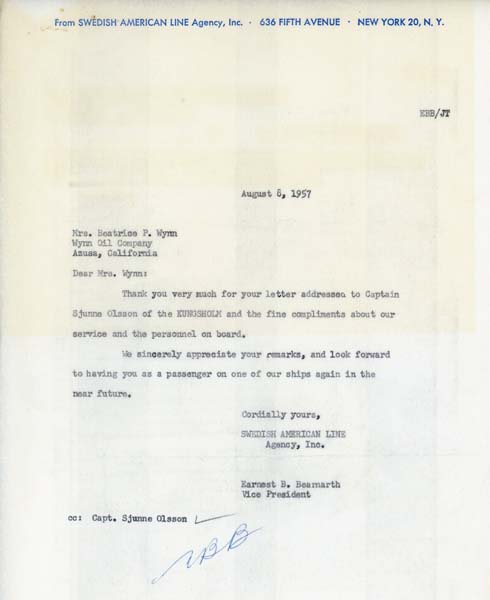 From SWEDISH AMERICAN LINE Agency, Inc. · 636 FIFTH AVENUE · NEW YORK 20, N. Y.
EBB/JT
August 8, 1957
Mrs. Beatrice P. Wynn
Wynn Oil Company
Azusa, California
Dear Mrs. Wynn:
Thank you very much for your letter addressed to Captain
Sjunne Olsson of the KUNGSHOLM and the fine compliments about our
service and the personnel on board.
We sincerely appreciate your remarks, and look forward
to having you as a passenger on one of our ships again in the
near future.
Cordially yours,
SWEDISH AMERICAN LINE
Agency, Inc.
Earnest B. Beamarth
Vice President
cc: Capt. Sjunne Olsson